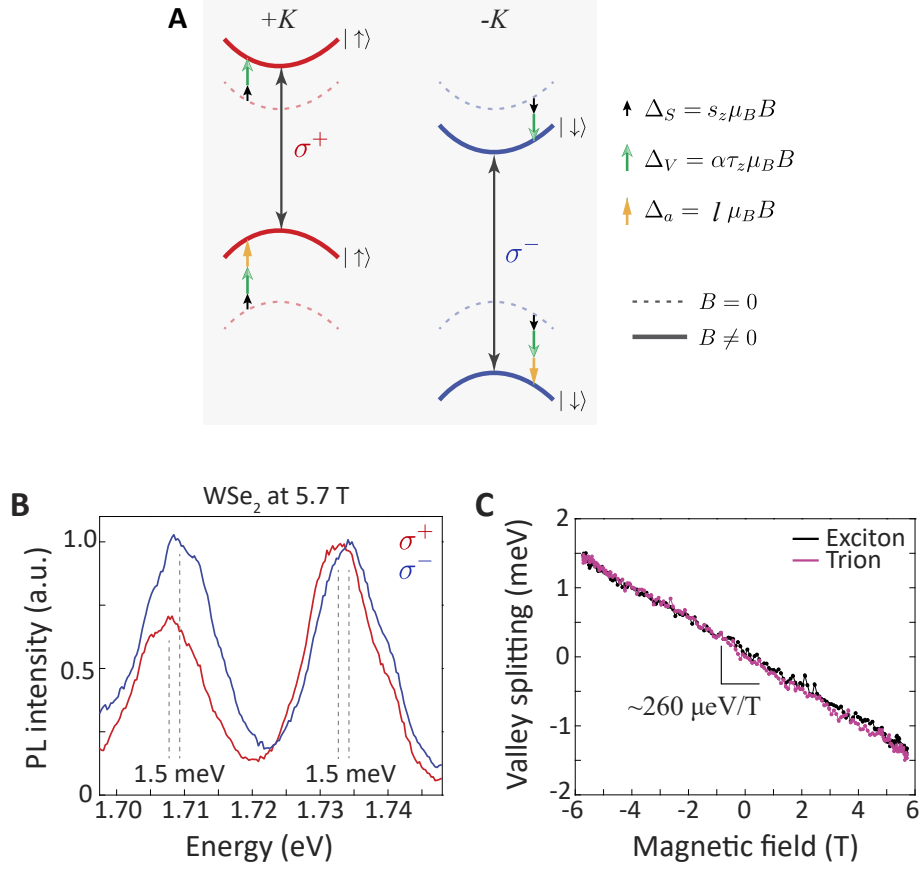 A
+K
-K
| ↑⟩
| ↓⟩
σ⁺
| ↑⟩
σ⁻
| ↓⟩
Δ_S = s_z μ_B B
Δ_V = ατ_z μ_B B
Δ_a = l μ_B B
B = 0
B ≠ 0
B
WSe₂ at 5.7 T
σ⁺
σ⁻
1.0
0.5
0
PL intensity (a.u.)
1.5 meV
1.5 meV
1.70 1.71 1.72 1.73 1.74
Energy (eV)
C
Exciton
Trion
2
1
0
-1
-2
Valley splitting (meV)
~260 μeV/T
-6 -4 -2 0 2 4 6
Magnetic field (T)